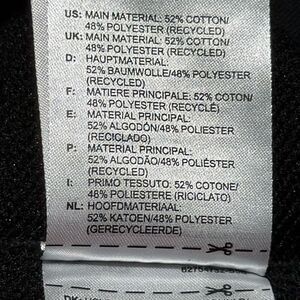 US: MAIN MATERIAL: 52% COTTON/
48% POLYESTER (RECYCLED)
UK: MAIN MATERIAL: 52% COTTON/
48% POLYESTER (RECYCLED)
D: HAUPTMATERIAL:
52% BAUMWOLLE/48% POLYESTER
(RECYCLED)
F: MATIERE PRINCIPALE: 52% COTON/
48% POLYESTER (RECYCLÉ)
E: MATERIAL PRINCIPAL:
52% ALGODÓN/48% POLIESTER
(RECICLADO)
P: MATERIAL PRINCIPAL:
52% ALGODÃO/48% POLIÉSTER
(RECYCLED)
I: PRIMO TESSUTO: 52% COTONE/
48% POLIESTERE (RICICLATO)
NL: HOOFDMATERIAAL:
52% KATOEN/48% POLYESTER
(GERECYCLEERDE)